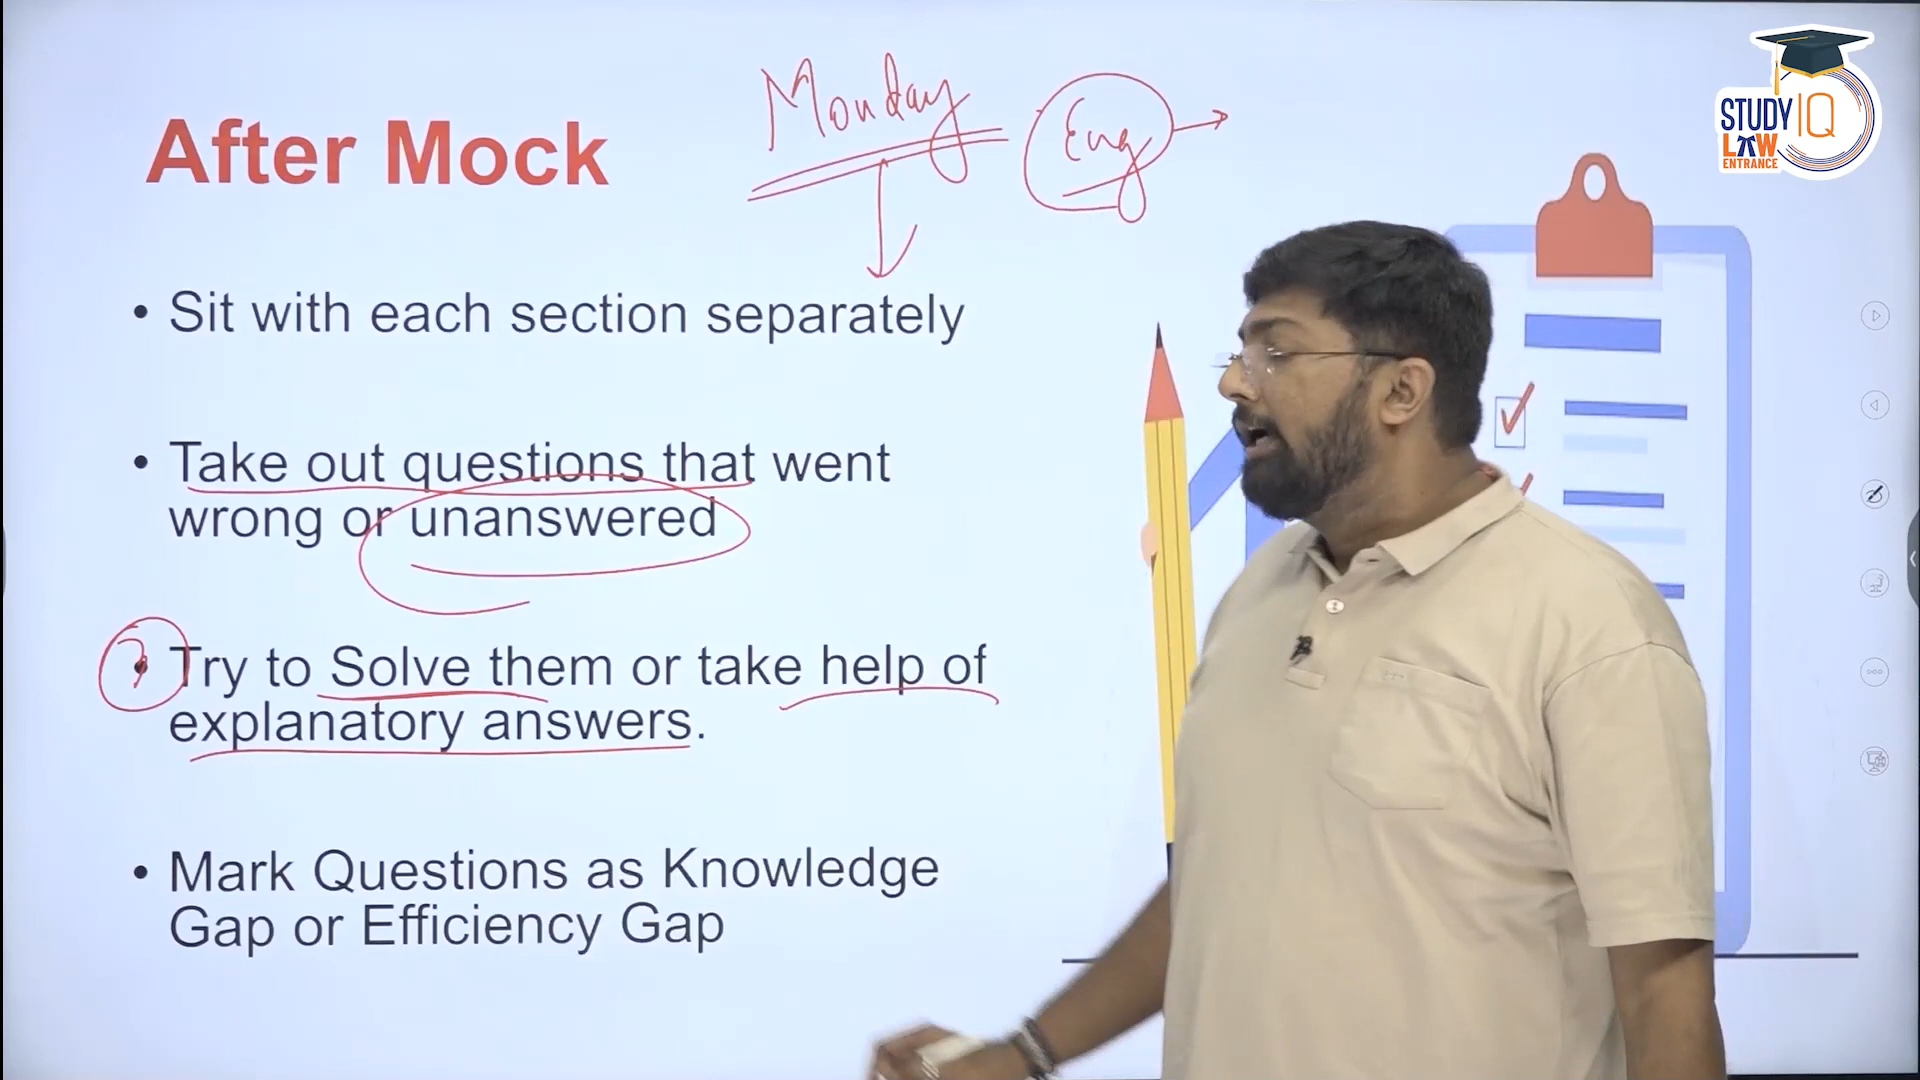 Monday
Eng
STUDY IQ
LAW
ENTRANCE
After Mock
• Sit with each section separately
• Take out questions that went
wrong or unanswered
• Try to Solve them or take help of
explanatory answers.
• Mark Questions as Knowledge
Gap or Efficiency Gap